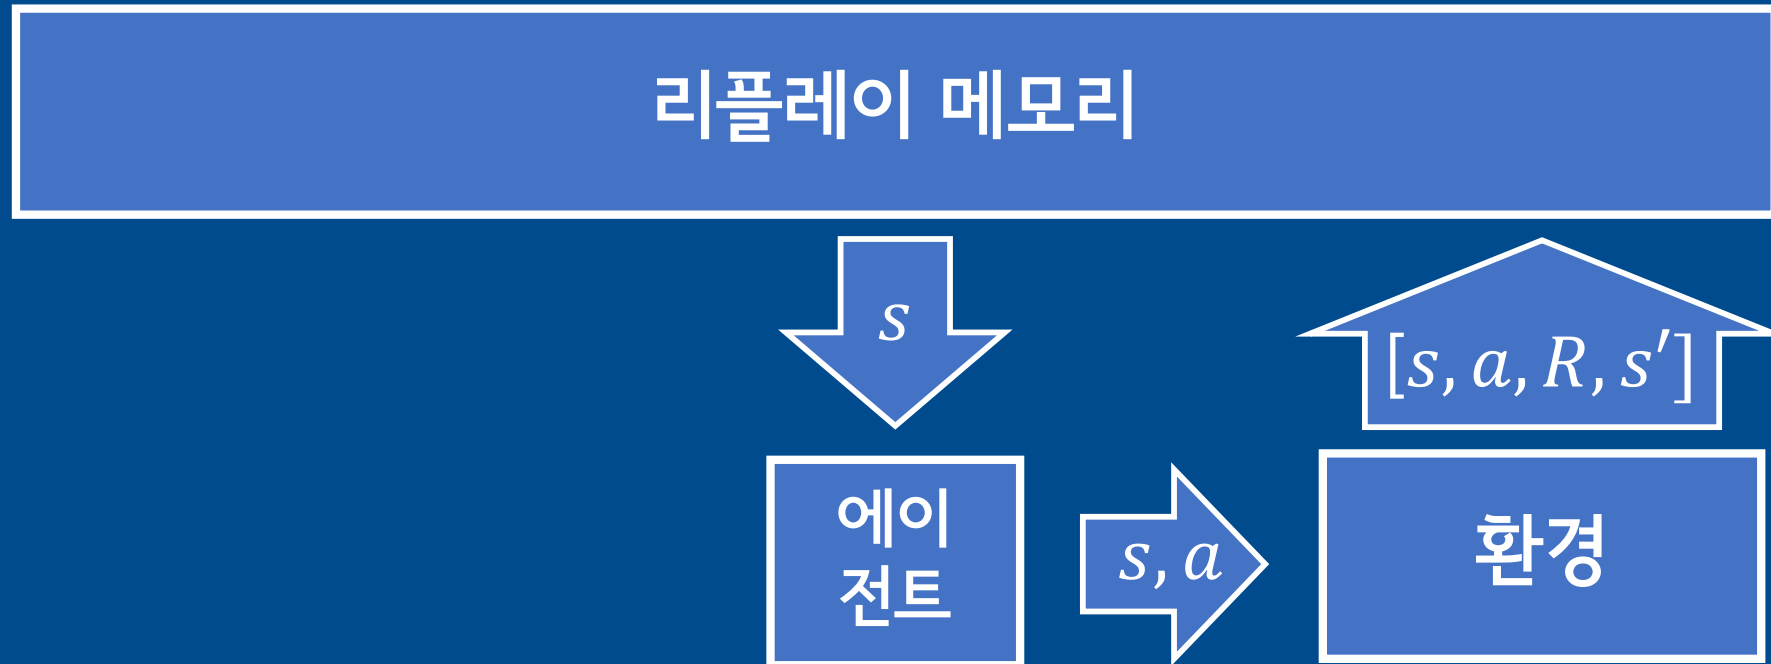 리플레이 메모리
s
[s, a, R, s′]
에이
전트
s, a
환경